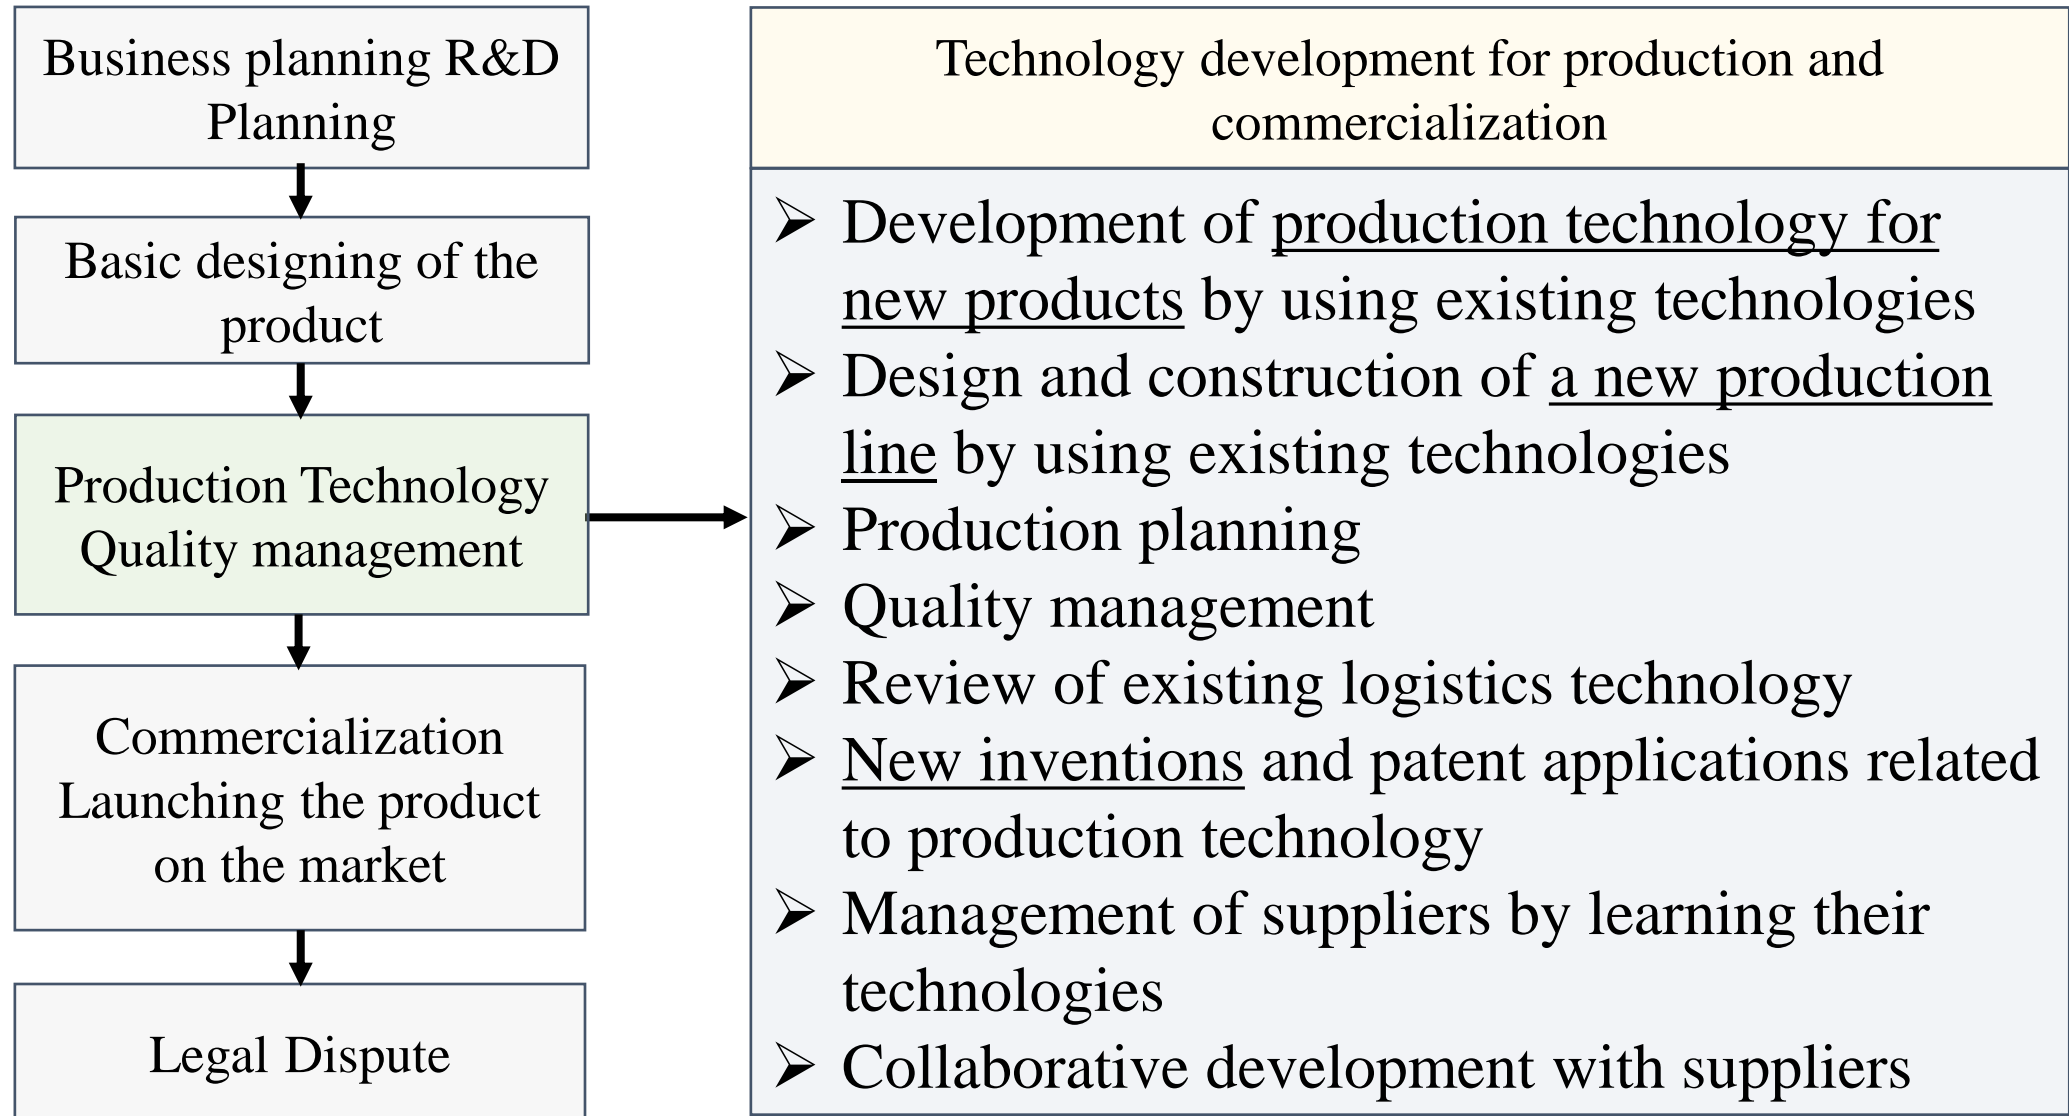 Business planning R&D
Planning
Basic designing of the
product
Production Technology
Quality management
Commercialization
Launching the product
on the market
Legal Dispute
Technology development for production and
commercialization
➢ Development of production technology for
new products by using existing technologies
➢ Design and construction of a new production
line by using existing technologies
➢ Production planning
➢ Quality management
➢ Review of existing logistics technology
➢ New inventions and patent applications related
to production technology
➢ Management of suppliers by learning their
technologies
➢ Collaborative development with suppliers